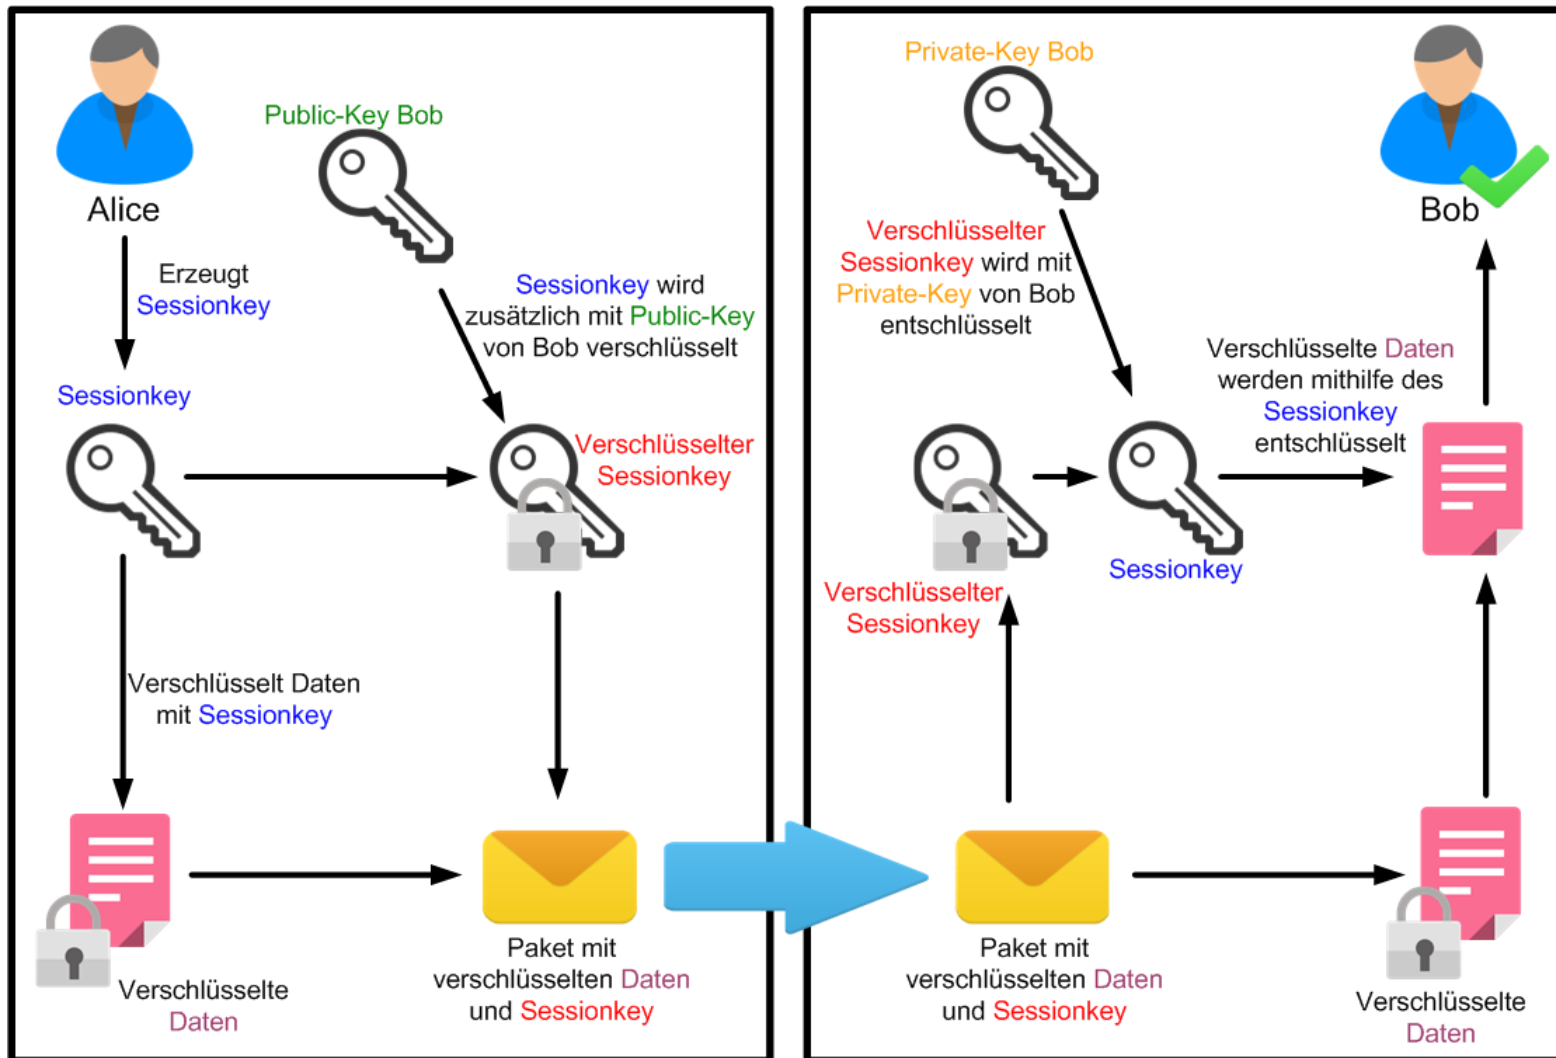 Public-Key Bob
Alice
Erzeugt
Sessionkey
Sessionkey wird
zusätzlich mit Public-Key
von Bob verschlüsselt
Sessionkey
Verschlüsselter
Sessionkey
Verschlüsselt Daten
mit Sessionkey
Verschlüsselte
Daten
Paket mit
verschlüsselten Daten
und Sessionkey
Private-Key Bob
Bob
Verschlüsselter
Sessionkey wird mit
Private-Key von Bob
entschlüsselt
Verschlüsselte Daten
werden mithilfe des
Sessionkey
entschlüsselt
Sessionkey
Verschlüsselter
Sessionkey
Paket mit
verschlüsselten Daten
und Sessionkey
Verschlüsselte
Daten